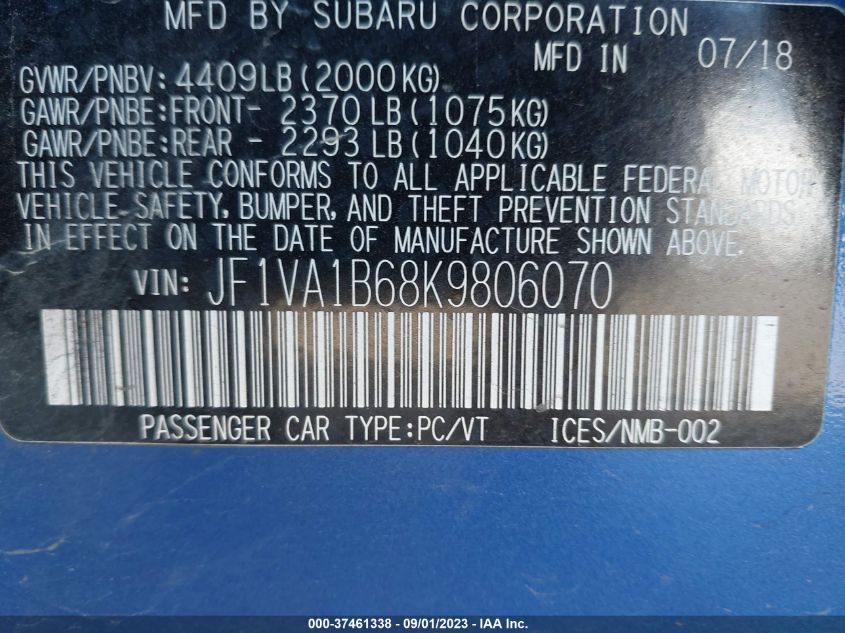 MFD BY SUBARU CORPORATION
MFD IN 07/18
GVWR/PNBV: 4409LB (2000KG)
GAWR/PNBE:FRONT- 2370 LB (1075KG)
GAWR/PNBE:REAR - 2293 LB (1040KG)
THIS VEHICLE CONFORMS TO ALL APPLICABLE FEDERAL MOTOR
VEHICLE SAFETY, BUMPER, AND THEFT PREVENTION STANDARDS
IN EFFECT ON THE DATE OF MANUFACTURE SHOWN ABOVE.
VIN: JF1VA1B68K9806070
PASSENGER CAR TYPE:PC/VT ICES/NMB-002
000-37461338 - 09/01/2023 - IAAI.com